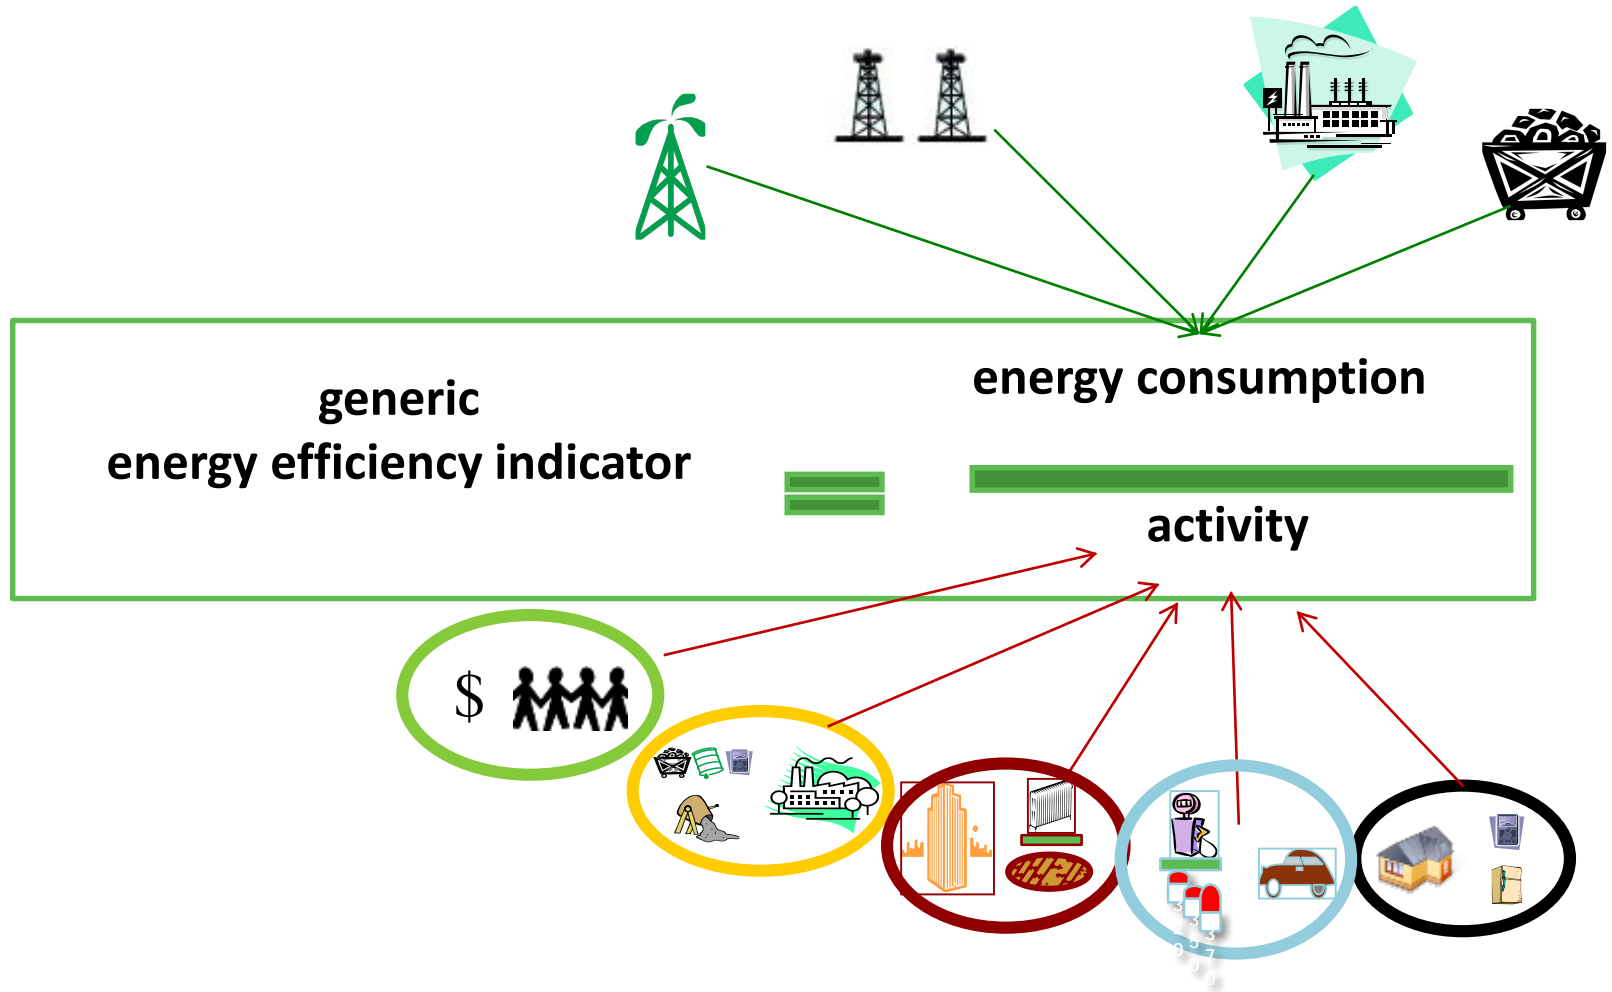 energy consumption
generic
energy efficiency indicator
activity
$